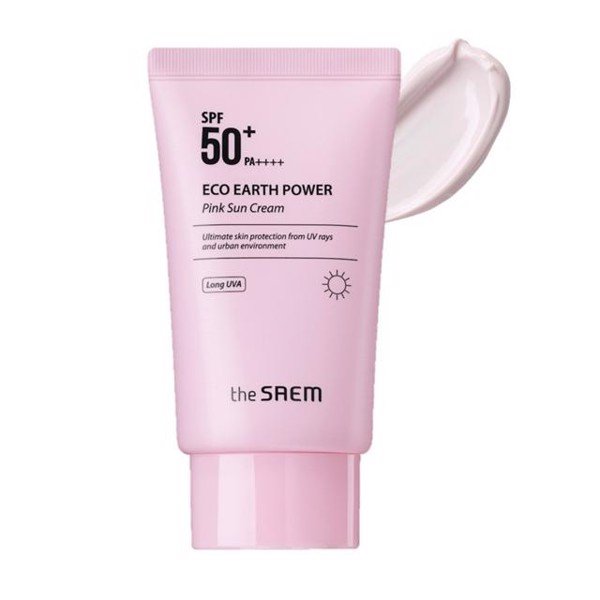 SPF
50+
PA++++
ECO EARTH POWER
Pink Sun Cream
Ultimate skin protection from UV rays
and urban environment
Long UVA
the SAEM